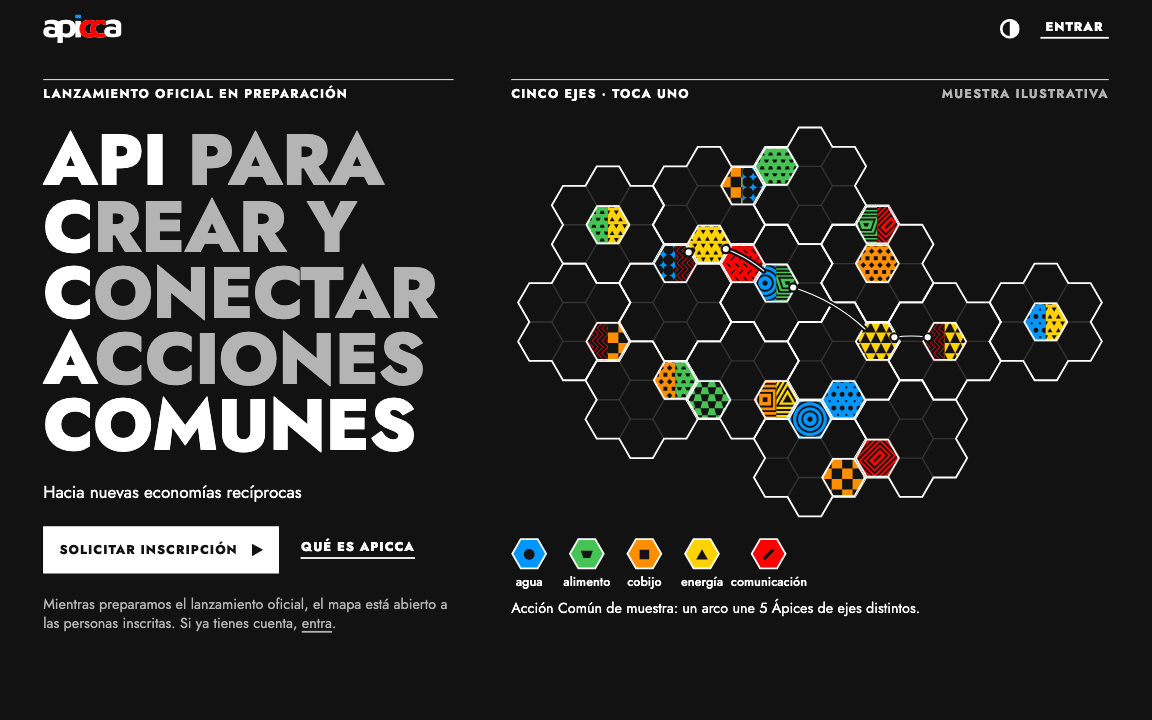 apicca
ENTRAR
LANZAMIENTO OFICIAL EN PREPARACIÓN
API PARA
CREAR Y
CONECTAR
ACCIONES
COMUNES
Hacia nuevas economías recíprocas
SOLICITAR INSCRIPCIÓN
QUÉ ES APICCA
Mientras preparamos el lanzamiento oficial, el mapa está abierto a
las personas inscritas. Si ya tienes cuenta, entra.
CINCO EJES · TOCA UNO
MUESTRA ILUSTRATIVA
agua
alimento
cobijo
energía
comunicación
Acción Común de muestra: un arco une 5 Ápices de ejes distintos.